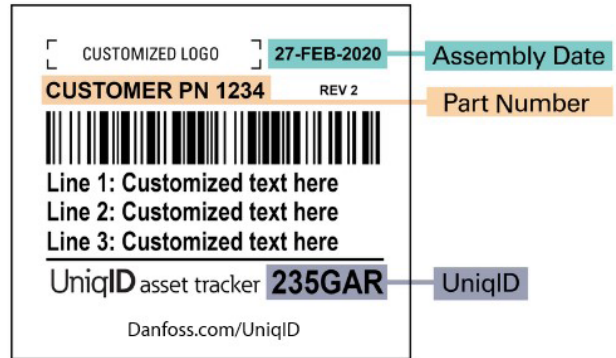 CUSTOMIZED LOGO 27-FEB-2020 Assembly Date
CUSTOMER PN 1234 REV 2 Part Number
Line 1: Customized text here
Line 2: Customized text here
Line 3: Customized text here
UniqID asset tracker 235GAR UniqID
Danfoss.com/UniqID